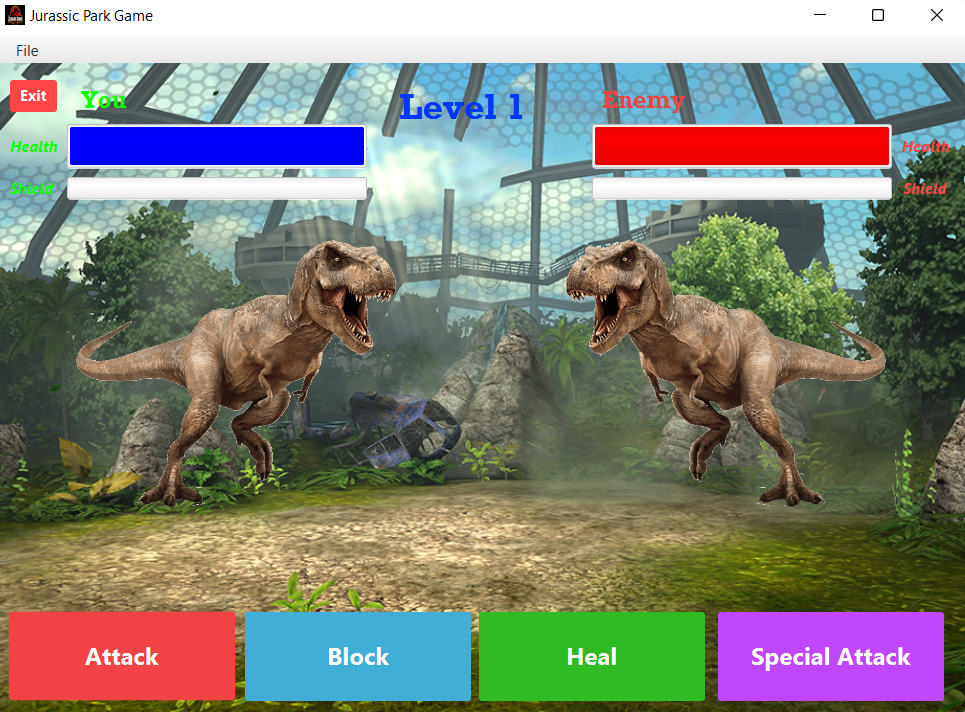 Jurassic Park Game
File
Exit
You
Level 1
Enemy
Health
Health
Shield
Shield
Attack
Block
Heal
Special Attack